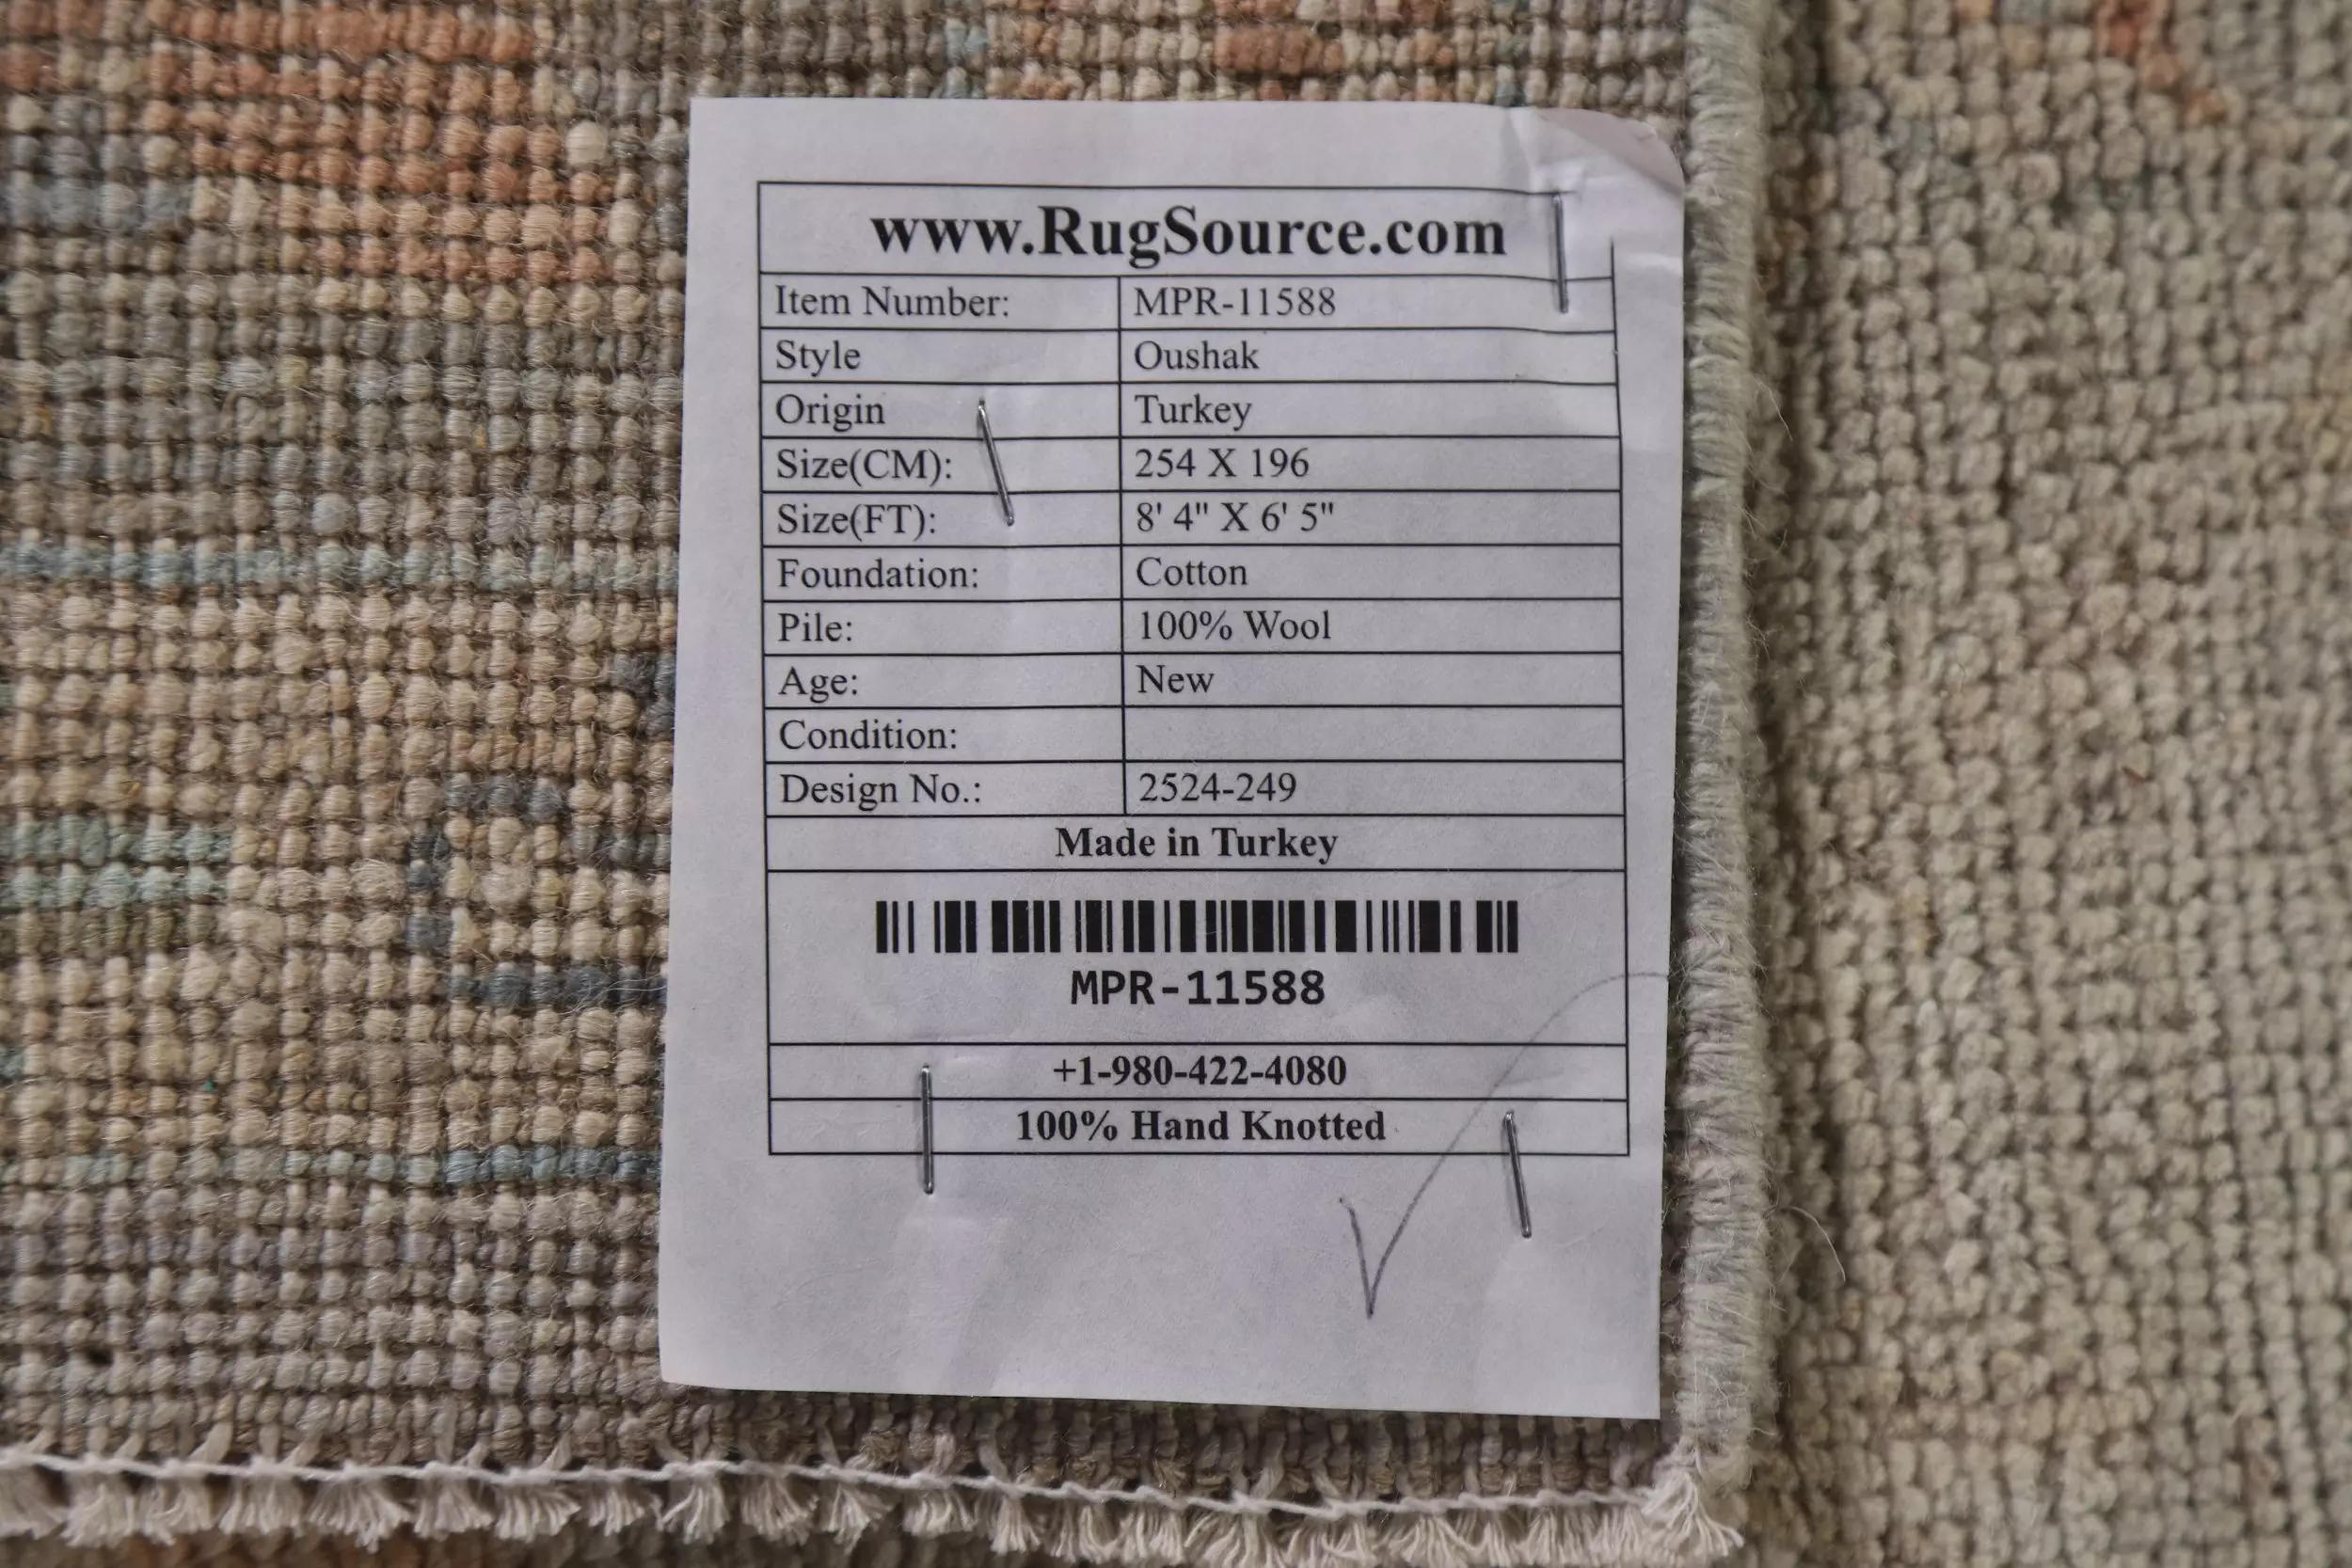 www.RugSource.com
Item Number: MPR-11588
Style Oushak
Origin Turkey
Size(CM): 254 X 196
Size(FT): 8' 4" X 6' 5"
Foundation: Cotton
Pile: 100% Wool
Age: New
Condition:
Design No.: 2524-249
Made in Turkey
MPR-11588
+1-980-422-4080
100% Hand Knotted